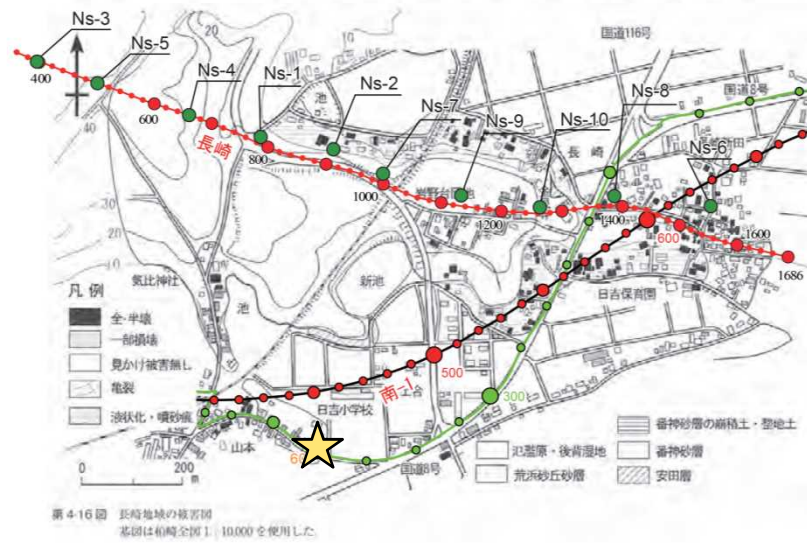 Ns-3
Ns-5
Ns-4
Ns-1
Ns-2
Ns-7
Ns-9
Ns-10
Ns-8
Ns-6
国道116号
国道8号
20
40
30
20
10
400
600
800
1000
1200
1400
1600
1686
長崎
池
長崎
600
気比神社
池
新池
日吉保育園
500
南-1
300
日吉小学校
山本
国道8号
凡例
全·半壊
一部損壊
見かけ被害無し
亀裂
液状化・噴砂痕
0 200
m
番神砂層の崩積土・整地土
氾濫原・後背湿地
番神砂層
荒浜砂丘砂層
安田層
第4-16図 長崎地域の被害図
基図は柏崎全図1:10,000を使用した